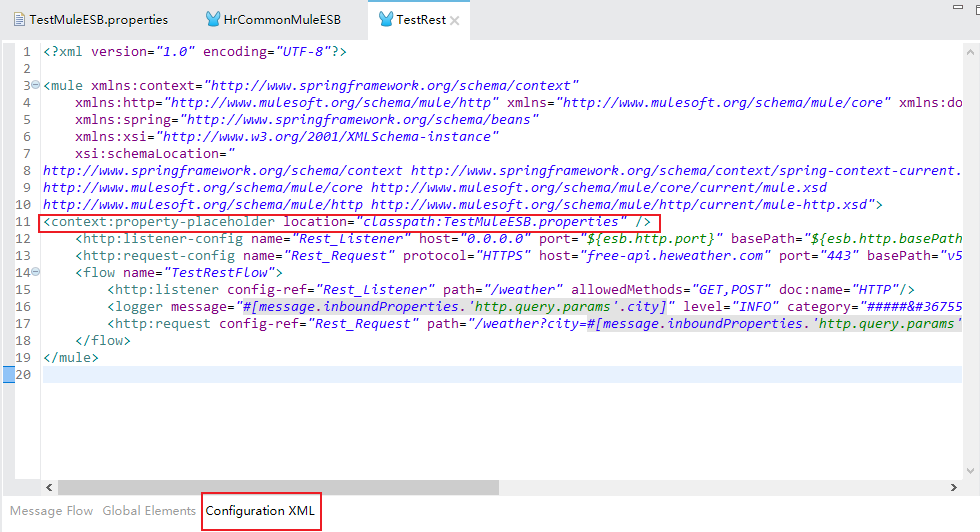 TestMuleESB.properties HrCommonMuleESB TestRest
1 <?xml version="1.0" encoding="UTF-8"?>
2
3 <mule xmlns:context="http://www.springframework.org/schema/context"
4 xmlns:http="http://www.mulesoft.org/schema/mule/http" xmlns="http://www.mulesoft.org/schema/mule/core" xmlns:do
5 xmlns:spring="http://www.springframework.org/schema/beans"
6 xmlns:xsi="http://www.w3.org/2001/XMLSchema-instance"
7 xsi:schemaLocation="
8 http://www.springframework.org/schema/context http://www.springframework.org/schema/context/spring-context-current.
9 http://www.mulesoft.org/schema/mule/core http://www.mulesoft.org/schema/mule/core/current/mule.xsd
10 http://www.mulesoft.org/schema/mule/http http://www.mulesoft.org/schema/mule/http/current/mule-http.xsd">
11 <context:property-placeholder location="classpath:TestMuleESB.properties" />
12 <http:listener-config name="Rest_Listener" host="0.0.0.0" port="${esb.http.port}" basePath="${esb.http.basePath
13 <http:request-config name="Rest_Request" protocol="HTTPS" host="free-api.heweather.com" port="443" basePath="v5
14 <flow name="TestRestFlow">
15 <http:listener config-ref="Rest_Listener" path="/weather" allowedMethods="GET,POST" doc:name="HTTP"/>
16 <logger message="#[message.inboundProperties.'http.query.params'.city]" level="INFO" category="#####&#36755
17 <http:request config-ref="Rest_Request" path="/weather?city=#[message.inboundProperties.'http.query.params'
18 </flow>
19 </mule>
20
Message Flow Global Elements Configuration XML